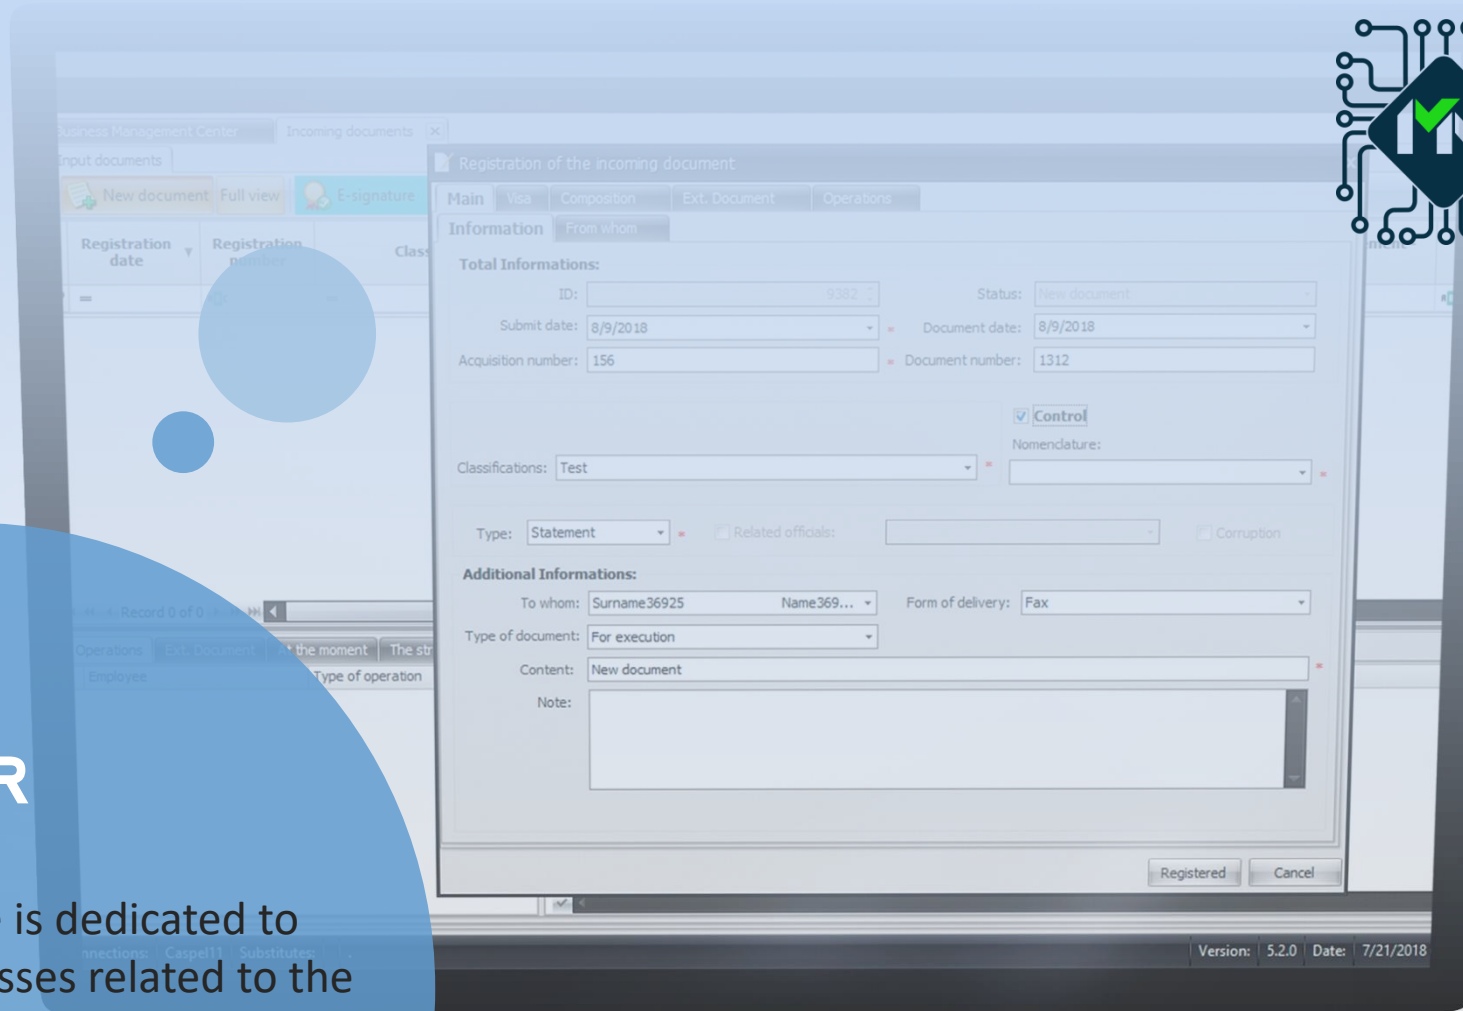 Business Management Center Incoming documents
Input documents
New document Full view E-signature
Registration date Registration number
Registration of the incoming document
Main Visa Composition Ext. Document Operations
Information From whom
Total Informations:
ID: 9382 Status: New document
Submit date: 8/9/2018 Document date: 8/9/2018
Acquisition number: 156 Document number: 1312
Control
Nomenclature:
Classifications: Test
Type: Statement Related officials: Corruption
Additional Informations:
To whom: Surname36925 Name369... Form of delivery: Fax
Type of document: For execution
Content: New document
Note:
Registered Cancel
Record 0 of 0
Operations Ext. Document At the moment The str
Employee Type of operation
R
is dedicated to
sses related to the
nnections: Caspel11 Substitutes:
Version: 5.2.0 Date: 7/21/2018